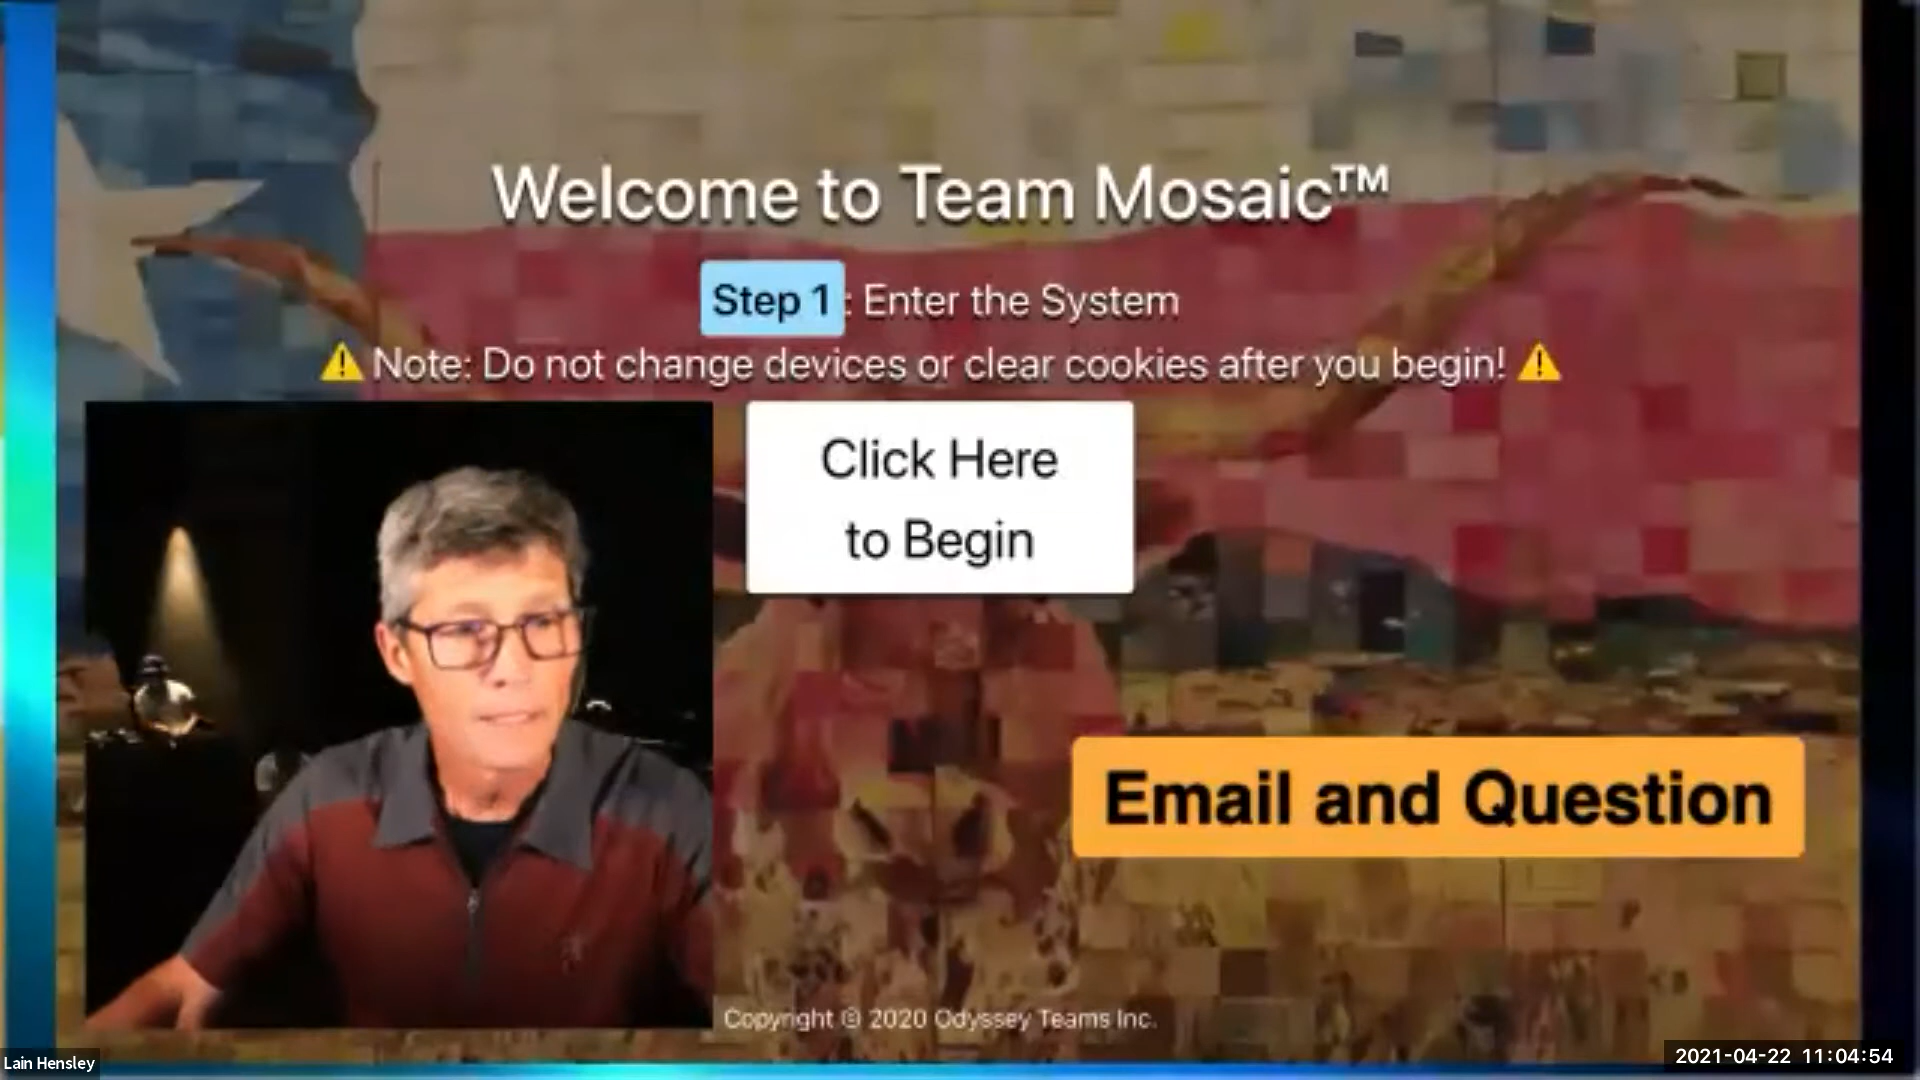 Welcome to Team Mosaic™
Step 1 : Enter the System
⚠️ Note: Do not change devices or clear cookies after you begin! ⚠️
Click Here
to Begin
Email and Question
Copyright © 2020 Odyssey Teams Inc.
Lain Hensley
2021-04-22 11:04:54